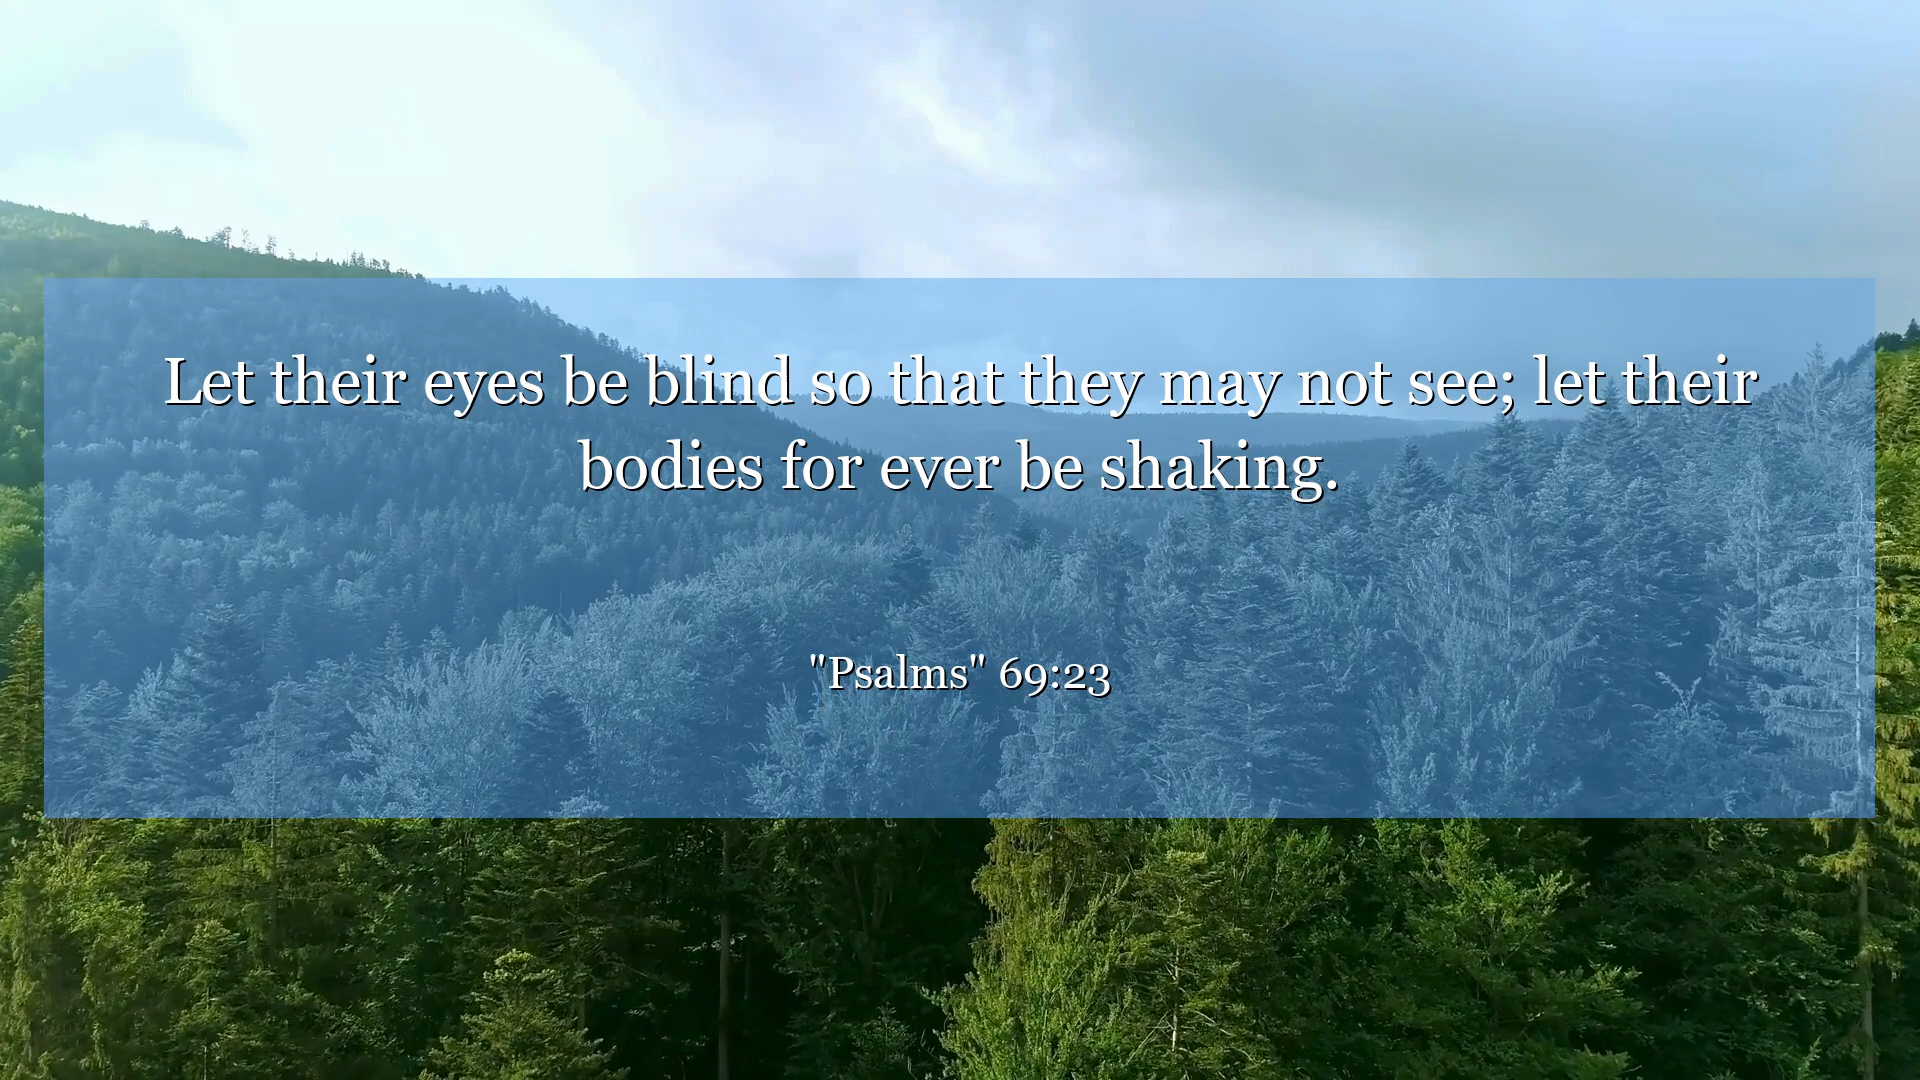 Let their eyes be blind so that they may not see; let their
bodies for ever be shaking.
"Psalms" 69:23